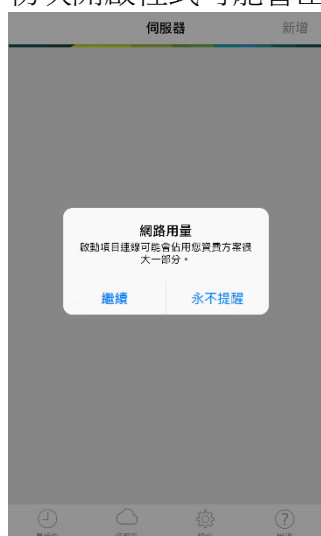 伺服器
新增
網路用量
啟動項目連線可能會佔用您資費方案很
大一部分。
繼續
永不提醒